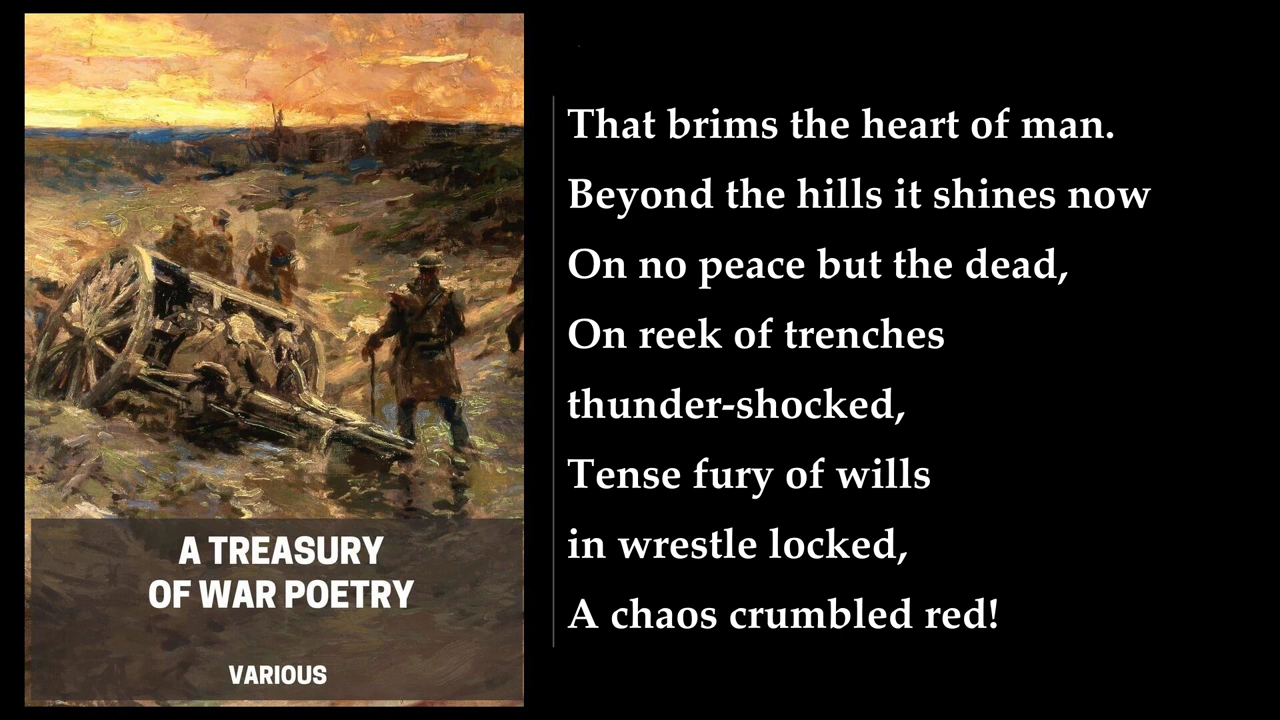 A TREASURY
OF WAR POETRY
VARIOUS
That brims the heart of man.
Beyond the hills it shines now
On no peace but the dead,
On reek of trenches
thunder-shocked,
Tense fury of wills
in wrestle locked,
A chaos crumbled red!